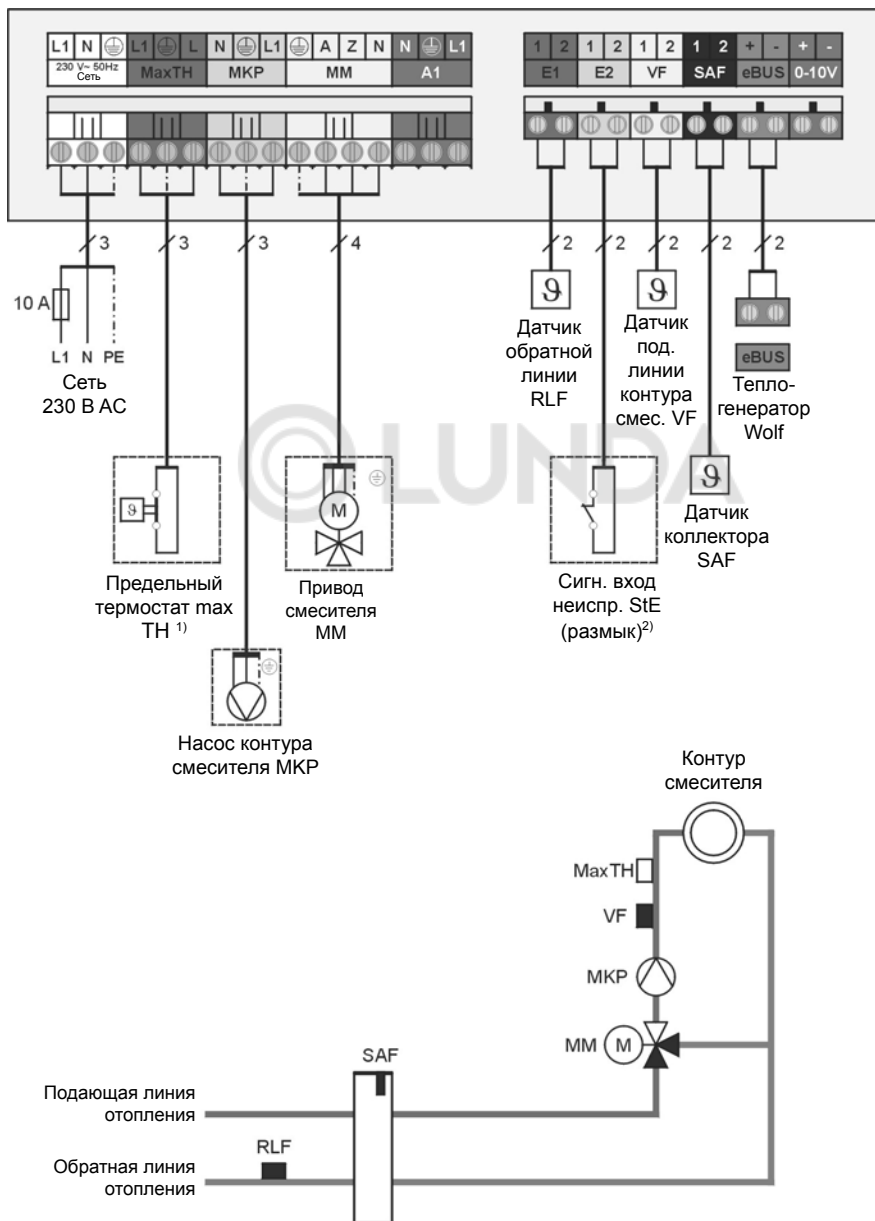 L1 N L1 L N L1 A Z N N L1
230 V~ 50Hz
Сеть
MaxTH MKP MM A1
1 2 1 2 1 2 1 2 + - + -
E1 E2 VF SAF eBUS 0-10V
3 3 3 4 2 2 2 2 2
10 A
L1 N PE
Сеть
230 В AC
ϑ
Датчик
обратной
линии
RLF
ϑ
Датчик
под.
линии
контура
смес. VF
eBUS
Тепло-
генератор
Wolf
LUNDA
ϑ
Предельный
термостат max
TH 1)
M
Привод
смесителя
MM
Сигн. вход
неиспр. StE
(размык)2)
ϑ
Датчик
коллектора
SAF
Насос контура
смесителя MKP
Контур
смесителя
MaxTH
VF
MKP
MM M
SAF
Подающая линия
отопления
RLF
Обратная линия
отопления